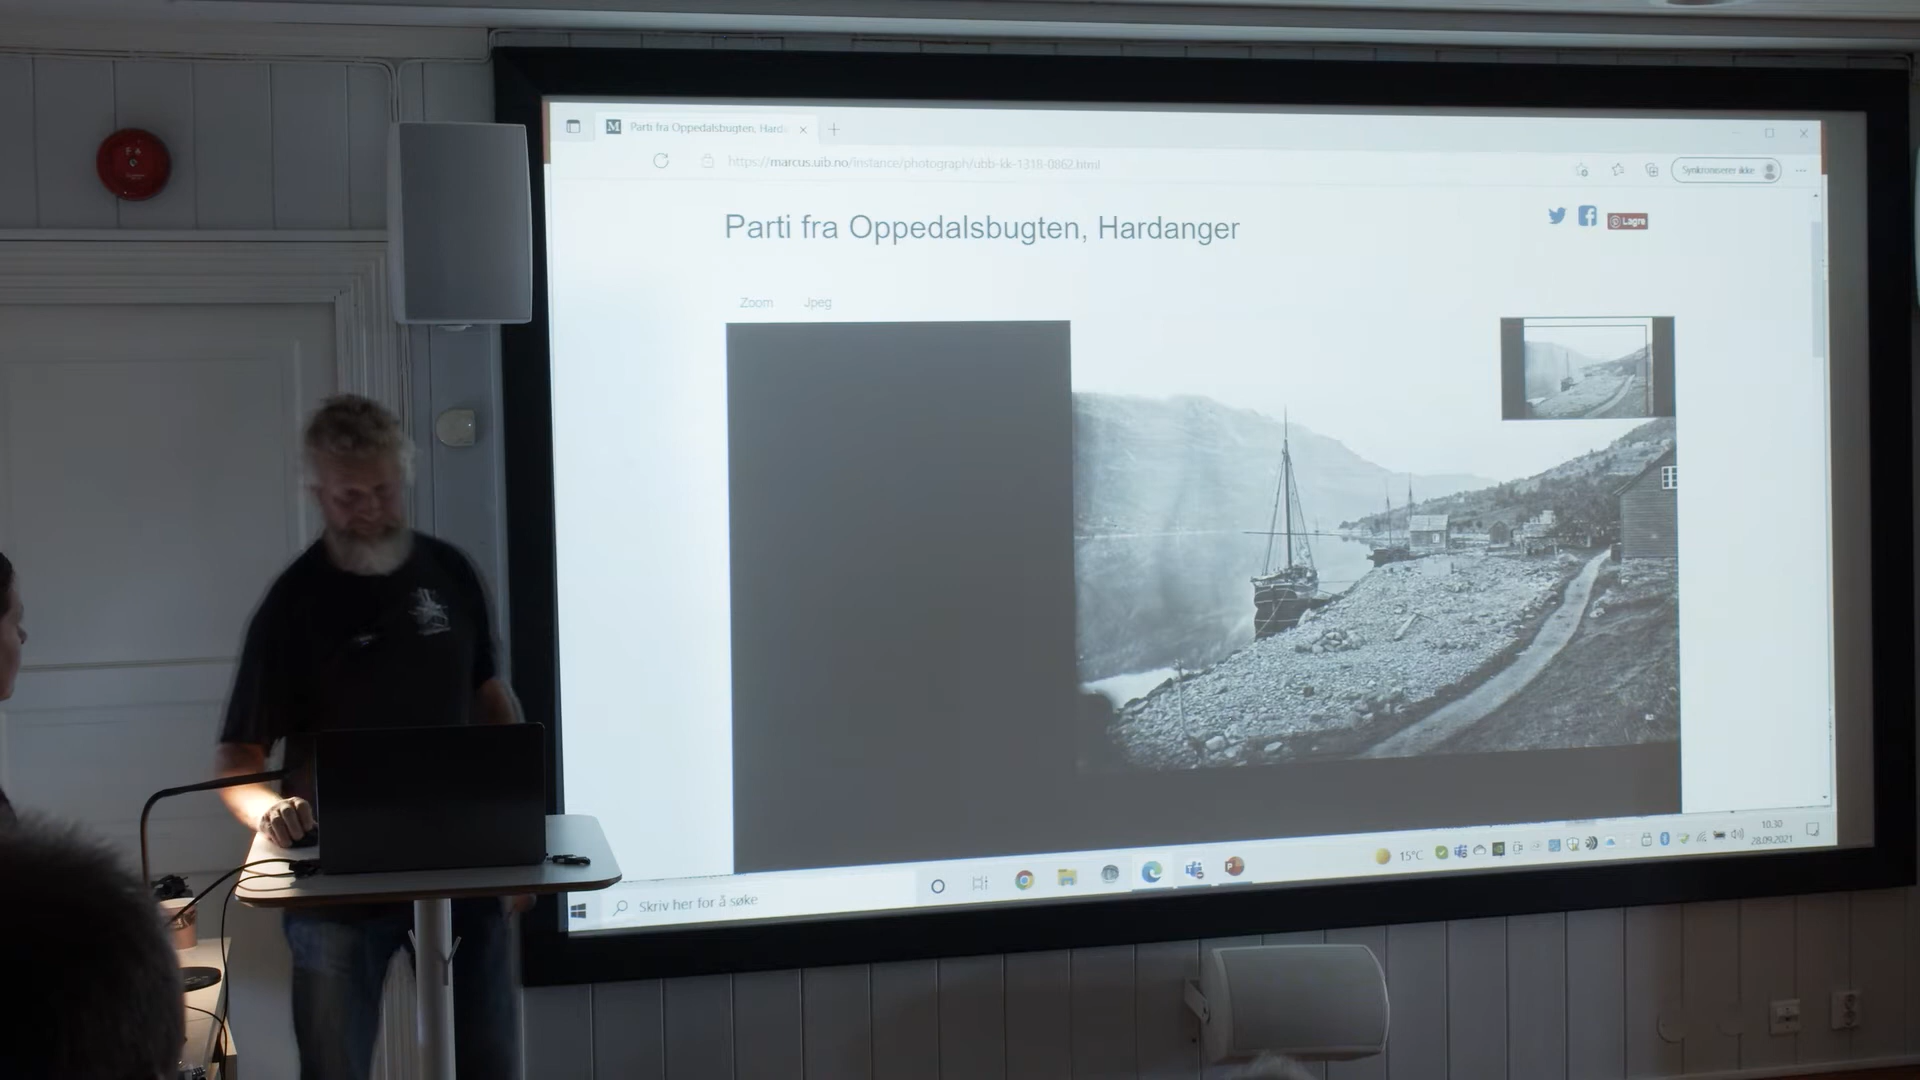 Parti fra Oppedalsbugten, Hard
https://marcus.uib.no/instance/photograph/ubb-kk-1318-0862.html
Synkroniserer ikke
Parti fra Oppedalsbugten, Hardanger
Lagre
Zoom Jpeg
Skriv her for å søke
15°C
10.30
28.09.2021